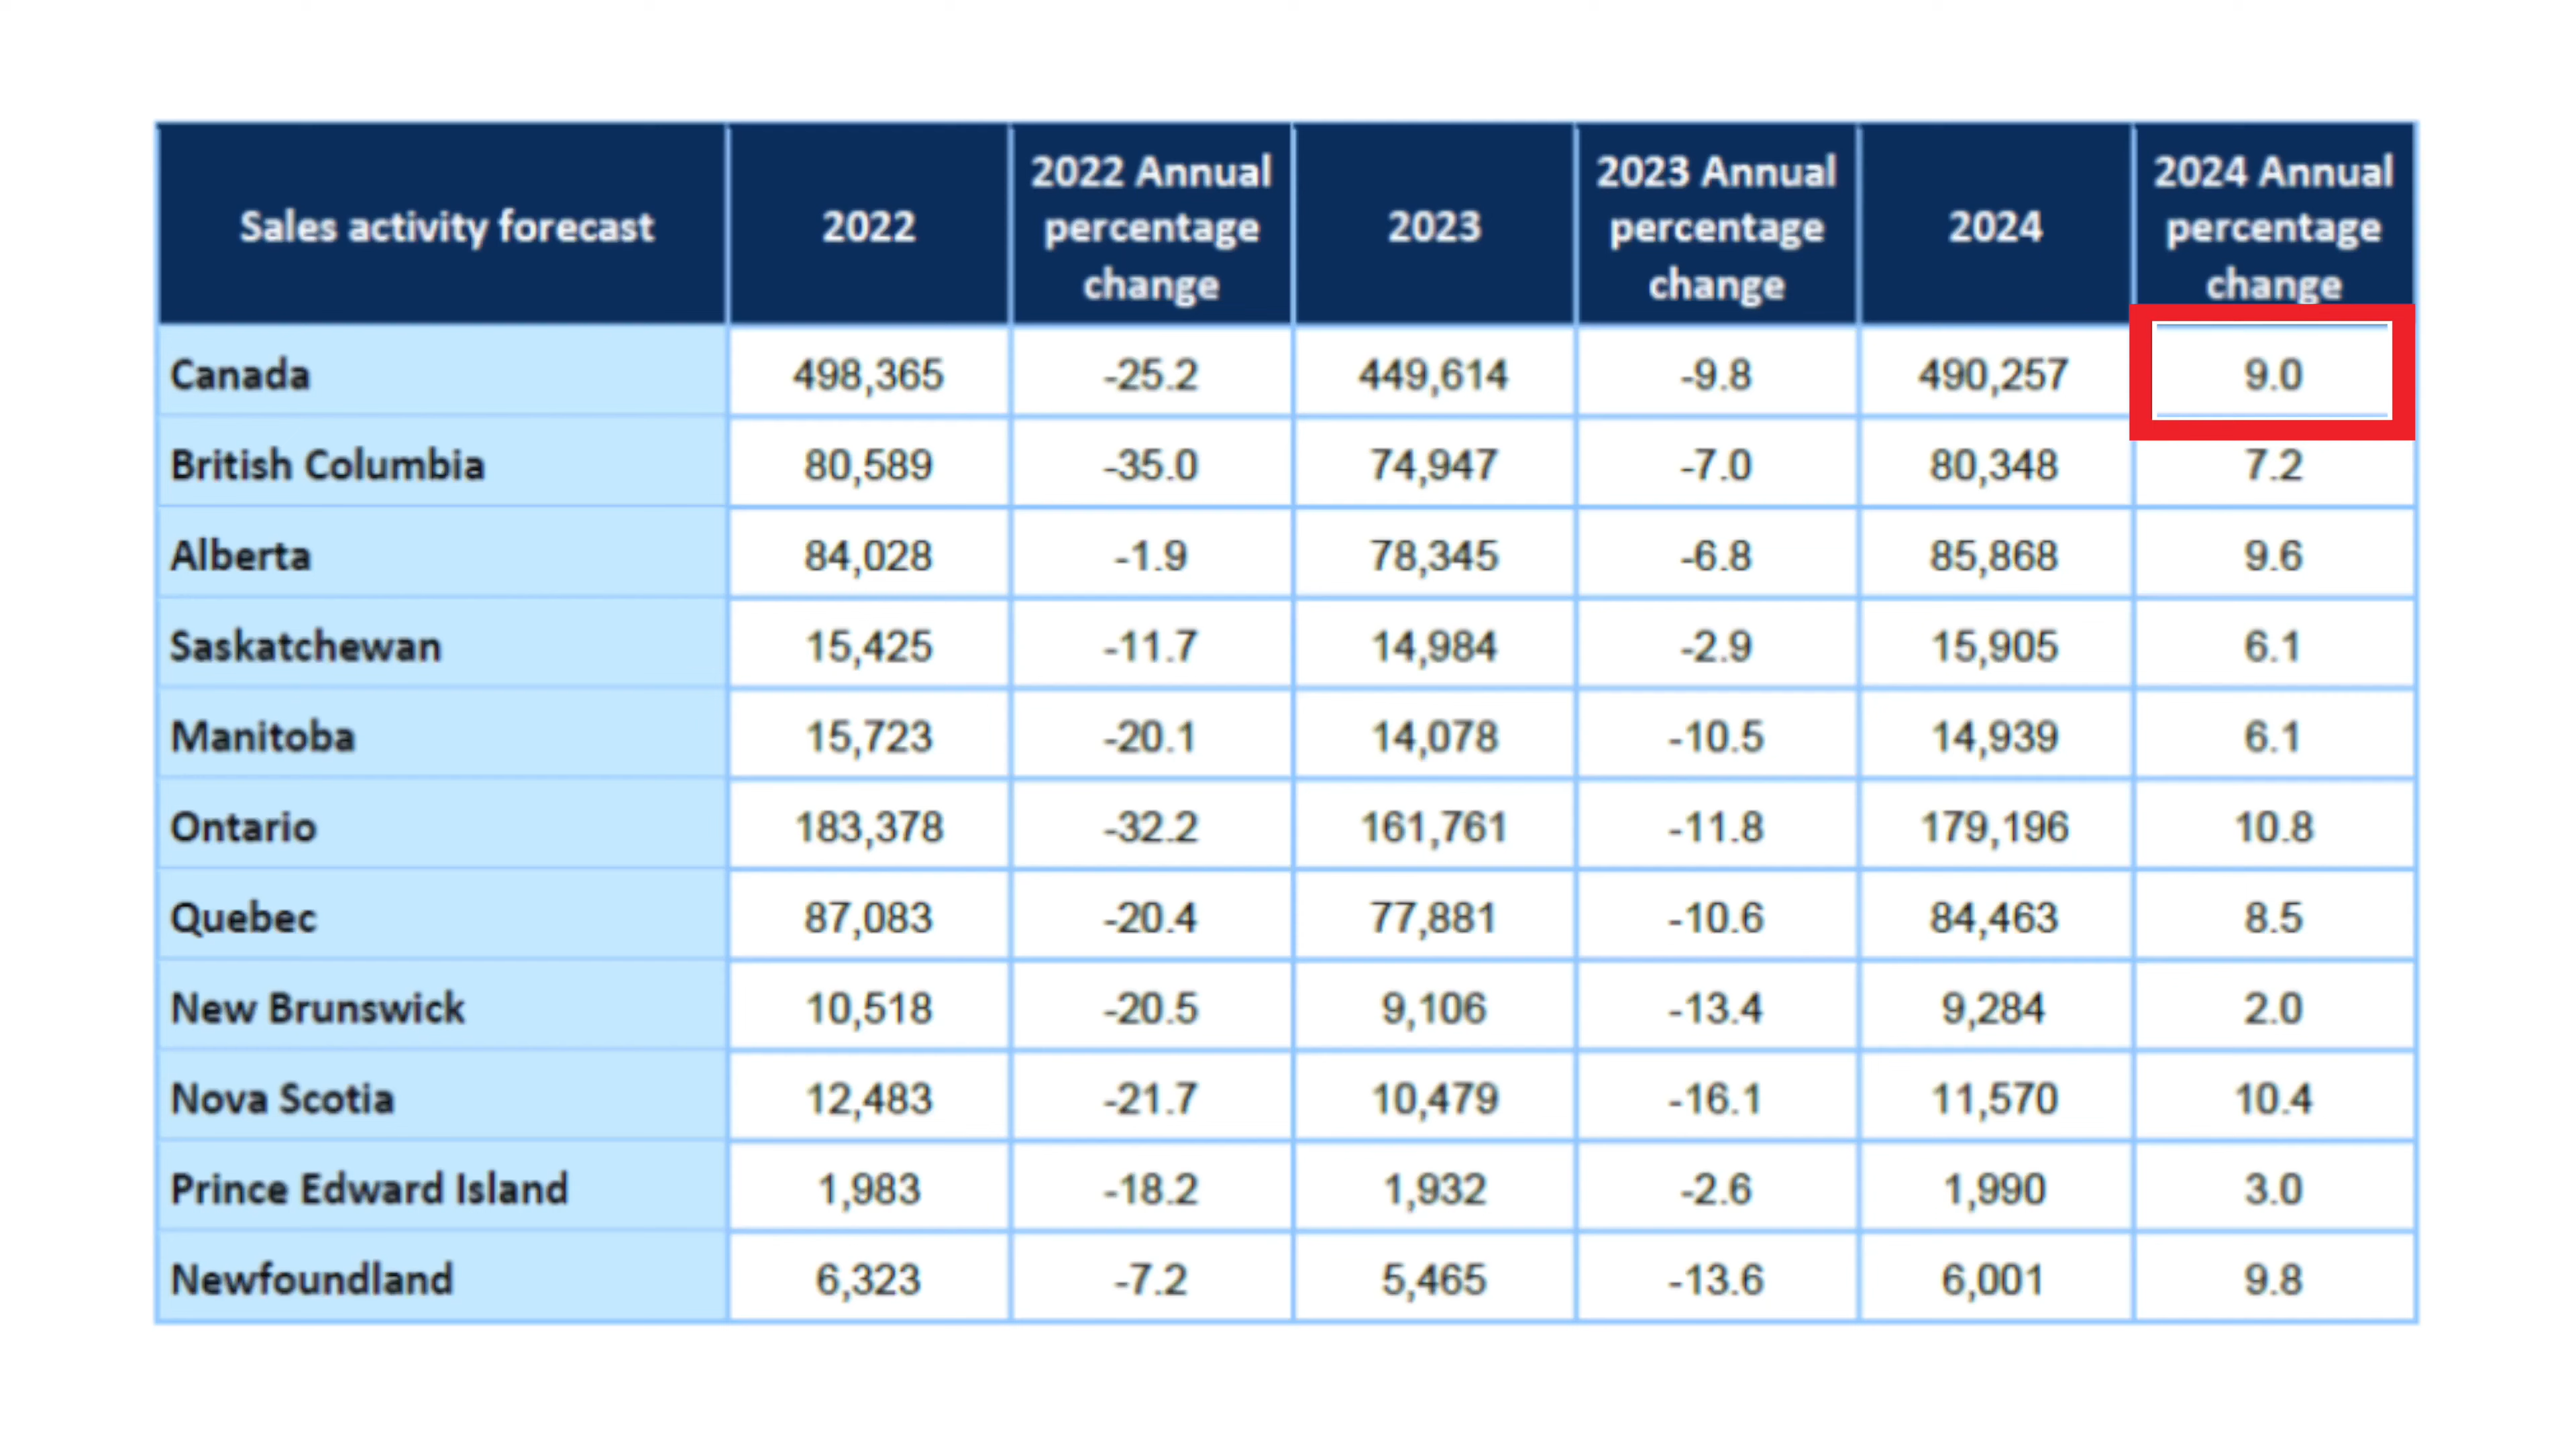 Sales activity forecast 2022 2022 Annual percentage change 2023 2023 Annual percentage change 2024 2024 Annual percentage change
Canada 498,365 -25.2 449,614 -9.8 490,257 9.0
British Columbia 80,589 -35.0 74,947 -7.0 80,348 7.2
Alberta 84,028 -1.9 78,345 -6.8 85,868 9.6
Saskatchewan 15,425 -11.7 14,984 -2.9 15,905 6.1
Manitoba 15,723 -20.1 14,078 -10.5 14,939 6.1
Ontario 183,378 -32.2 161,761 -11.8 179,196 10.8
Quebec 87,083 -20.4 77,881 -10.6 84,463 8.5
New Brunswick 10,518 -20.5 9,106 -13.4 9,284 2.0
Nova Scotia 12,483 -21.7 10,479 -16.1 11,570 10.4
Prince Edward Island 1,983 -18.2 1,932 -2.6 1,990 3.0
Newfoundland 6,323 -7.2 5,465 -13.6 6,001 9.8